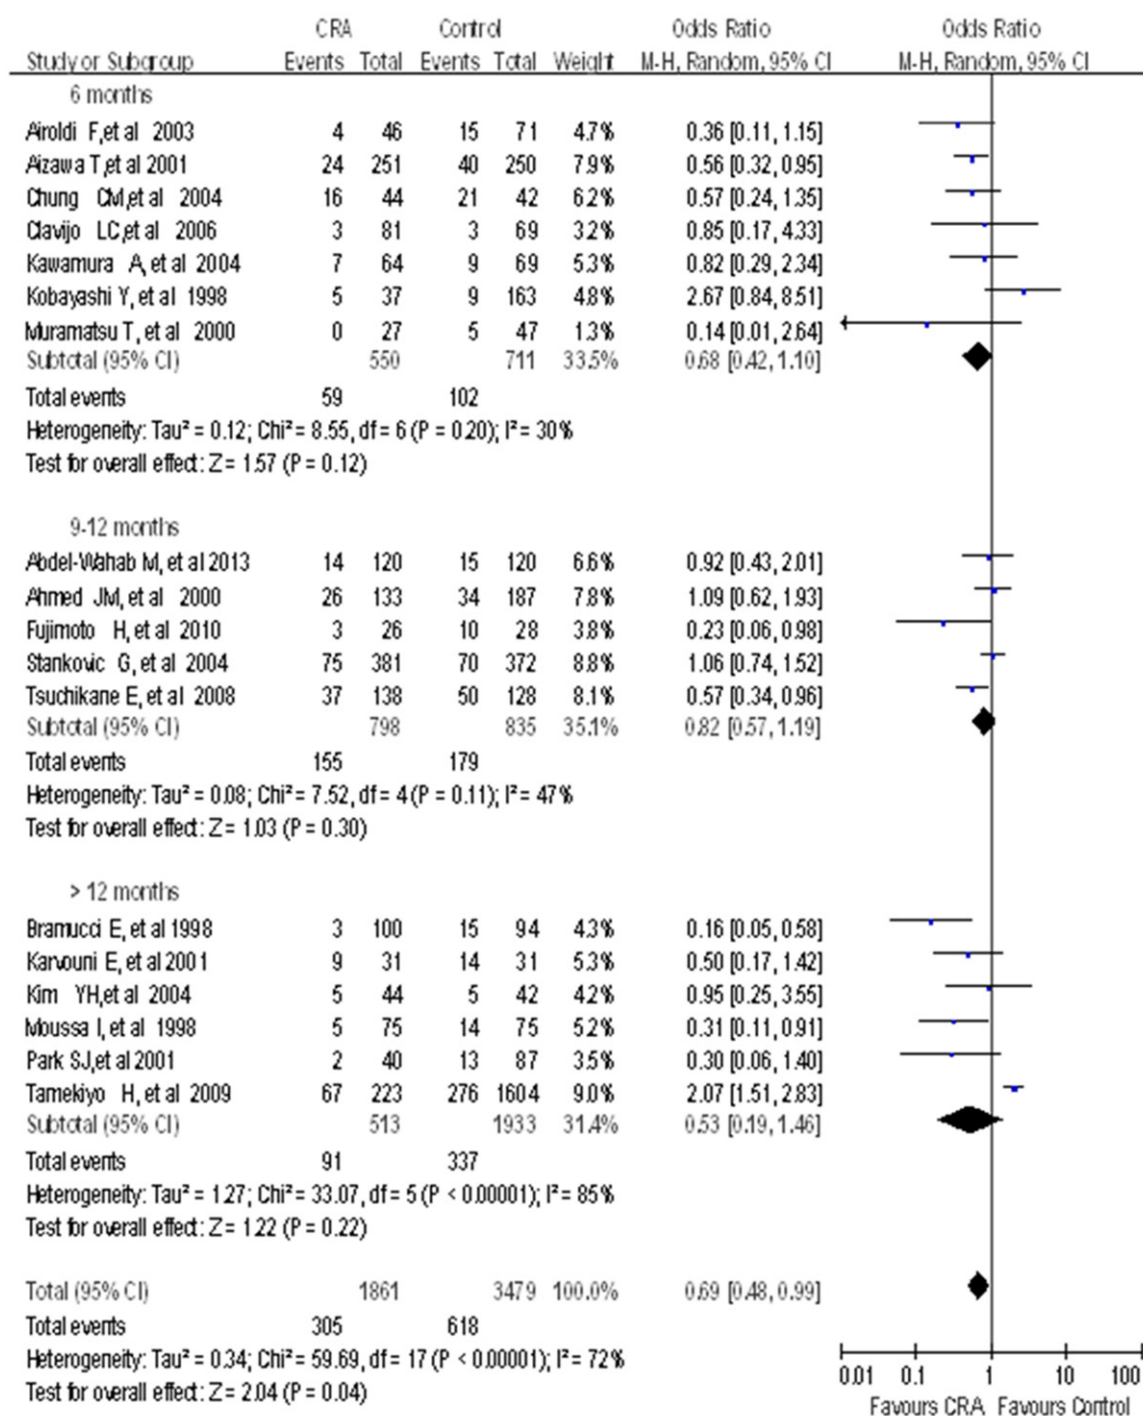 CRA Control Odds Ratio Odds Ratio
Study or Subgroup Events Total Events Total Weight M-H, Random, 95% CI M-H, Random, 95% CI
6 months
Airoldi F,et al 2003 4 46 15 71 4.7% 0.36 [0.11, 1.15]
Aizawa T,et al 2001 24 251 40 250 7.9% 0.56 [0.32, 0.95]
Chung CM,et al 2004 16 44 21 42 6.2% 0.57 [0.24, 1.35]
Clavijo LC,et al 2006 3 81 3 69 3.2% 0.85 [0.17, 4.33]
Kawamura A, et al 2004 7 64 9 69 5.3% 0.82 [0.29, 2.34]
Kobayashi Y, et al 1998 5 37 9 163 4.8% 2.67 [0.84, 8.51]
Muramatsu T, et al 2000 0 27 5 47 1.3% 0.14 [0.01, 2.64]
Subtotal (95% CI) 550 711 33.5% 0.68 [0.42, 1.10]
Total events 59 102
Heterogeneity: Tau² = 0.12; Chi² = 8.55, df = 6 (P = 0.20); I² = 30%
Test for overall effect: Z = 1.57 (P = 0.12)
9-12 months
Abdel-Wahab M, et al 2013 14 120 15 120 6.6% 0.92 [0.43, 2.01]
Ahmed JM, et al 2000 26 133 34 187 7.8% 1.09 [0.62, 1.93]
Fujimoto H, et al 2010 3 26 10 28 3.8% 0.23 [0.06, 0.98]
Stankovic G, et al 2004 75 381 70 372 8.8% 1.06 [0.74, 1.52]
Tsuchikane E, et al 2008 37 138 50 128 8.1% 0.57 [0.34, 0.96]
Subtotal (95% CI) 798 835 35.1% 0.82 [0.57, 1.19]
Total events 155 179
Heterogeneity: Tau² = 0.08; Chi² = 7.52, df = 4 (P = 0.11); I² = 47%
Test for overall effect: Z = 1.03 (P = 0.30)
> 12 months
Bramucci E, et al 1998 3 100 15 94 4.3% 0.16 [0.05, 0.58]
Karvouni E, et al 2001 9 31 14 31 5.3% 0.50 [0.17, 1.42]
Kim YH,et al 2004 5 44 5 42 4.2% 0.95 [0.25, 3.55]
Moussa I, et al 1998 5 75 14 75 5.2% 0.31 [0.11, 0.91]
Park SJ,et al 2001 2 40 13 87 3.5% 0.30 [0.06, 1.40]
Tamekiyo H, et al 2009 67 223 276 1604 9.0% 2.07 [1.51, 2.83]
Subtotal (95% CI) 513 1933 31.4% 0.53 [0.19, 1.46]
Total events 91 337
Heterogeneity: Tau² = 1.27; Chi² = 33.07, df = 5 (P < 0.00001); I² = 85%
Test for overall effect: Z = 1.22 (P = 0.22)
Total (95% CI) 1861 3479 100.0% 0.69 [0.48, 0.99]
Total events 305 618
Heterogeneity: Tau² = 0.34; Chi² = 59.69, df = 17 (P < 0.00001); I² = 72%
Test for overall effect: Z = 2.04 (P = 0.04)
0.01 0.1 1 10 100
Favours CRA Favours Control